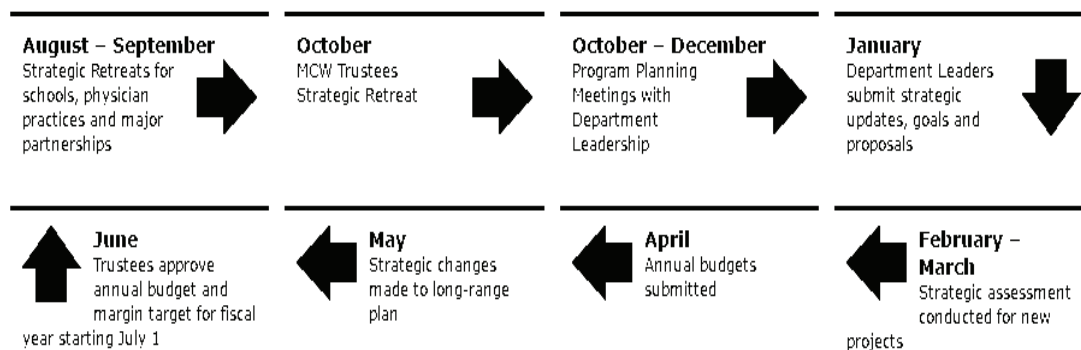 August – September
Strategic Retreats for
schools, physician
practices and major
partnerships
October
MCW Trustees
Strategic Retreat
October – December
Program Planning
Meetings with
Department
Leadership
January
Department Leaders
submit strategic
updates, goals and
proposals
February –
March
Strategic assessment
conducted for new
projects
April
Annual budgets
submitted
May
Strategic changes
made to long-range
plan
June
Trustees approve
annual budget and
margin target for fiscal
year starting July 1